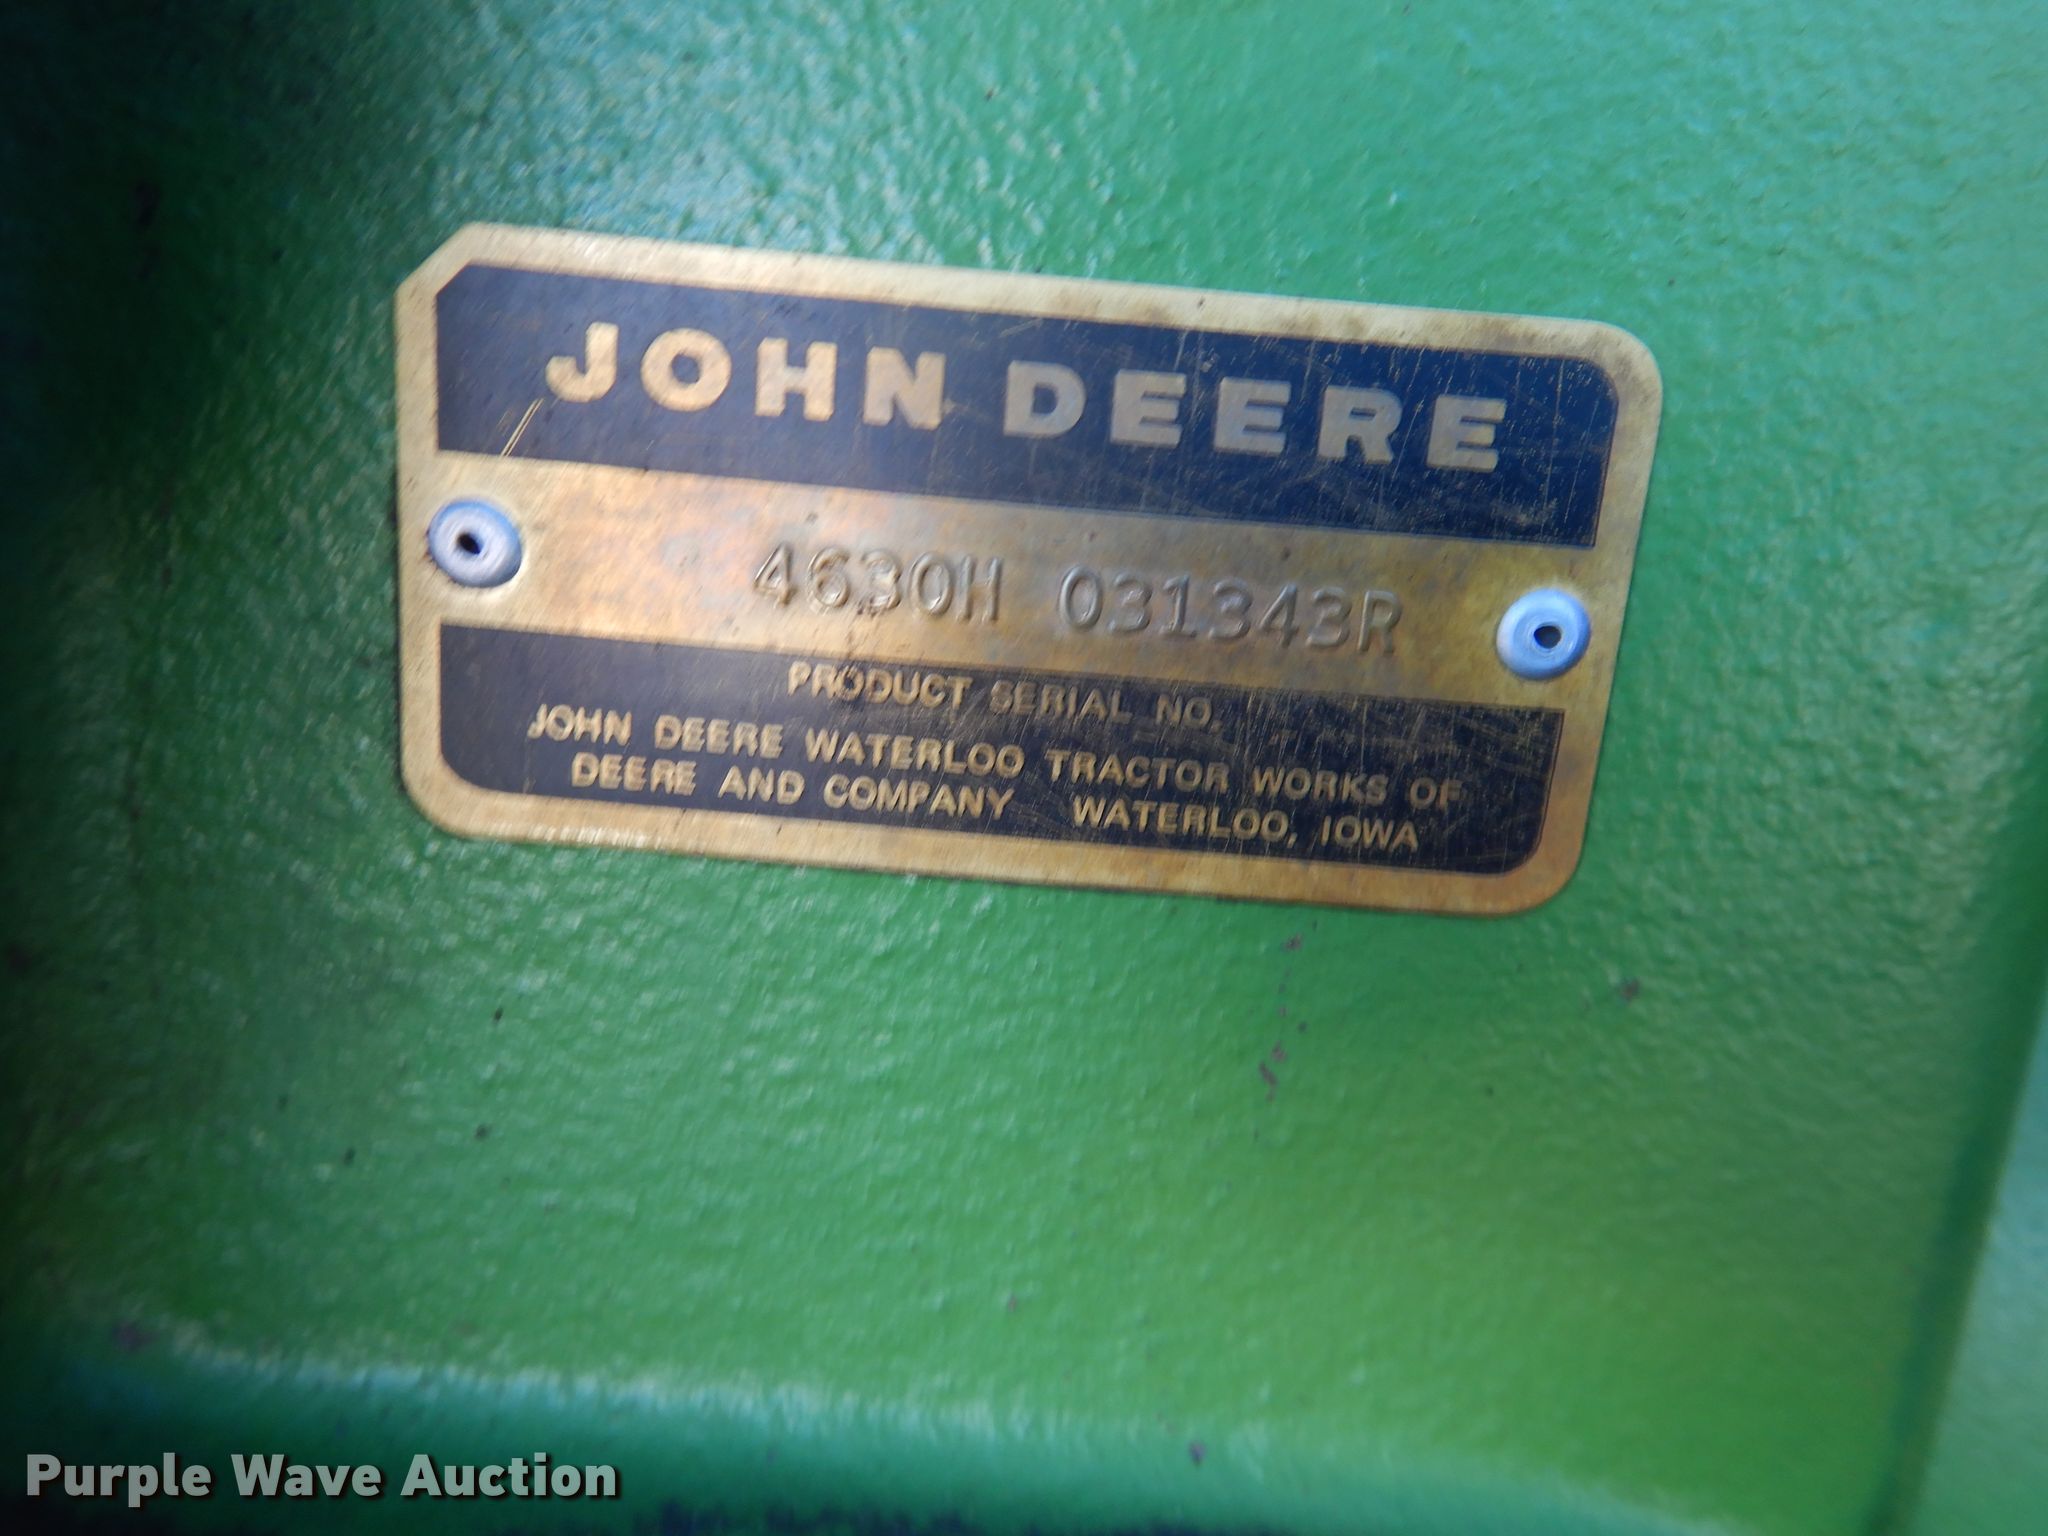 JOHN DEERE
4630H 031343R
PRODUCT SERIAL NO.
JOHN DEERE WATERLOO TRACTOR WORKS OF
DEERE AND COMPANY WATERLOO, IOWA
Purple Wave Auction